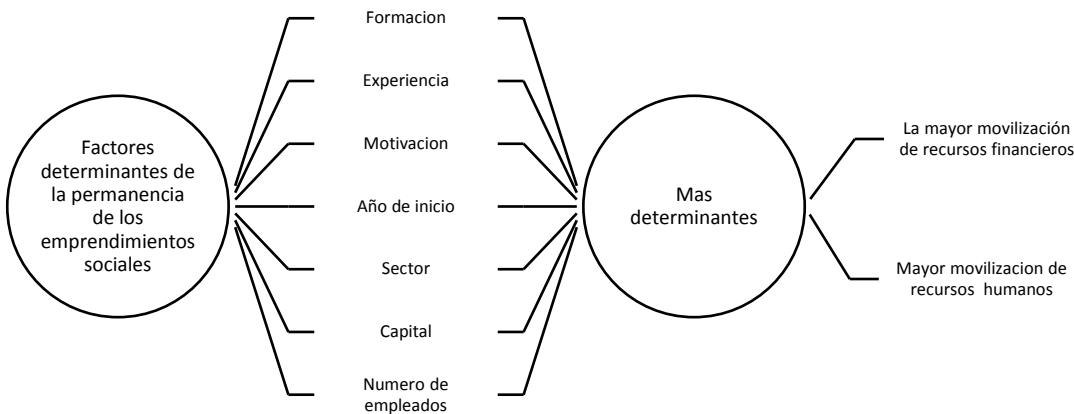 Factores
determinantes de
la permanencia
de los
emprendimientos
sociales
Formacion
Experiencia
Motivacion
Año de inicio
Sector
Capital
Numero de
empleados
Mas
determinantes
La mayor movilización
de recursos financieros
Mayor movilizacion de
recursos humanos